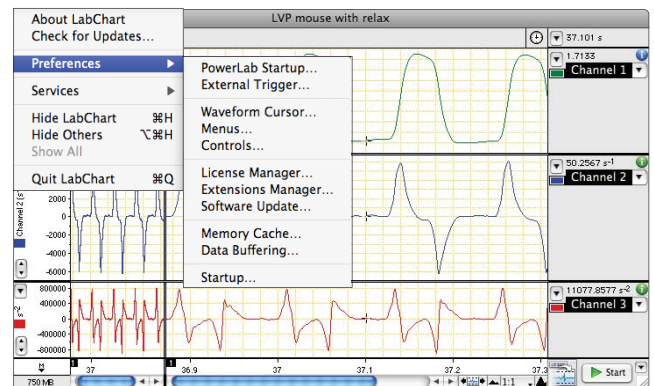 About LabChart
Check for Updates...
Preferences
Services
Hide LabChart ⌘H
Hide Others ⌥⌘H
Show All
Quit LabChart ⌘Q
PowerLab Startup...
External Trigger...
Waveform Cursor...
Menus...
Controls...
License Manager...
Extensions Manager...
Software Update...
Memory Cache...
Data Buffering...
Startup...
LVP mouse with relax
37.101 s
1.7133
Channel 1
50.2567 s-1
Channel 2
11077.8577 s-2
Channel 3
Channel 2 (s
2000
0
-2000
-4000
-6000
s-2
800000
400000
0
-400000
-800000
1
37
1
36.9
37
37.1
37.2
37.3
750 MB
1:1
Start